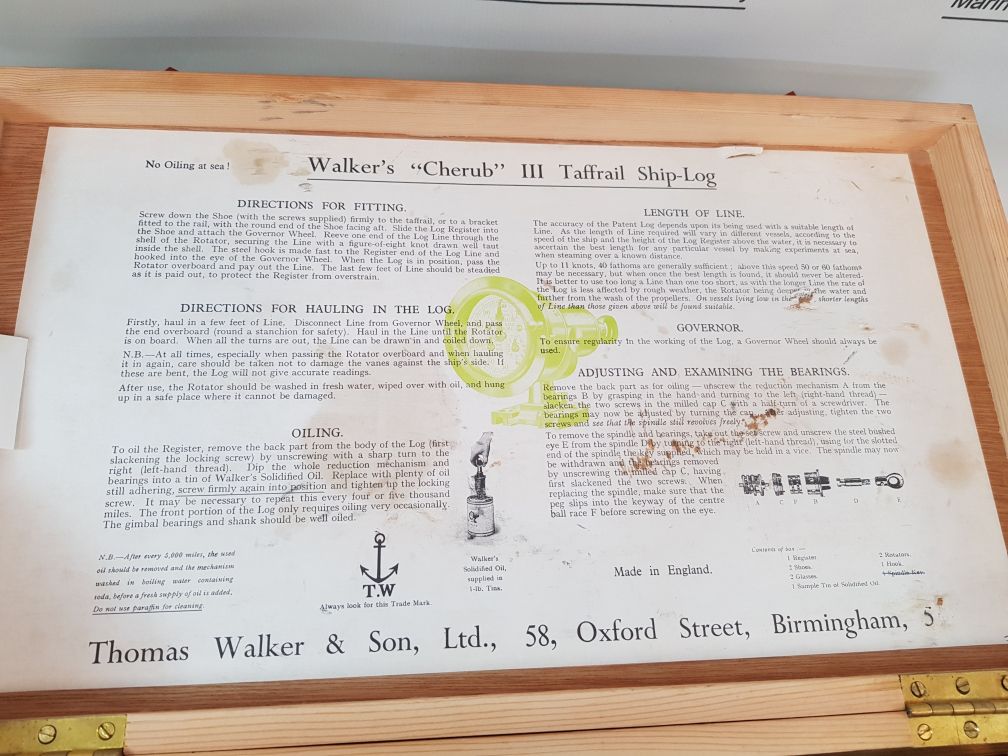 Marin
No Oiling at sea!
Walker's "Cherub" III Taffrail Ship-Log
DIRECTIONS FOR FITTING.
Screw down the Shoe (with the screws supplied) firmly to the taffrail, or to a bracket
fitted to the rail, with the round end of the Shoe facing aft. Slide the Log Register into
the Shoe and attach the Governor Wheel. Reeve one end of the Log Line through the
shell of the Rotator, securing the Line with a figure-of-eight knot drawn well taut
inside the shell. The steel hook is made fast to the Register end of the Log Line and
hooked into the eye of the Governor Wheel. When the Log is in position, pass the
Rotator overboard and pay out the Line. The last few feet of Line should be steadied
as it is paid out, to protect the Register from overstrain.
DIRECTIONS FOR HAULING IN THE LOG.
Firstly, haul in a few feet of Line. Disconnect Line from Governor Wheel, and pass
the end overboard (round a stanchion for safety). Haul in the Line until the Rotator
is on board. When all the turns are out, the Line can be drawn in and coiled down.
N.B.—At all times, especially when passing the Rotator overboard and when hauling
it in again, care should be taken not to damage the vanes against the ship's side. If
these are bent, the Log will not give accurate readings.
After use, the Rotator should be washed in fresh water, wiped over with oil, and hung
up in a safe place where it cannot be damaged.
OILING.
To oil the Register, remove the back part from the body of the Log (first
slackening the locking screw) by unscrewing with a sharp turn to the
right (left-hand thread). Dip the whole reduction mechanism and
bearings into a tin of Walker's Solidified Oil. Replace with plenty of oil
still adhering, screw firmly again into position and tighten up the locking
screw. It may be necessary to repeat this every four or five thousand
miles. The front portion of the Log only requires oiling very occasionally.
The gimbal bearings and shank should be well oiled.
N.B.—After every 5,000 miles, the used
oil should be removed and the mechanism
washed in boiling water containing
soda, before a fresh supply of oil is added.
Do not use paraffin for cleaning.
T.W
Always look for this Trade Mark
Walker's
Solidified Oil,
supplied in
1-lb. Tins.
LENGTH OF LINE.
The accuracy of the Patent Log depends upon its being used with a suitable length of
Line. As the length of Line required will vary in different vessels, according to the
speed of the ship and the height of the Log Register above the water, it is necessary to
ascertain the best length for any particular vessel by making experiments at sea,
when steaming over a known distance.
Up to 11 knots, 40 fathoms are generally sufficient; above this speed 50 or 60 fathoms
may be necessary, but when once the best length is found, it should never be altered.
It is better to use too long a Line than one too short, as with the longer Line the rate of
the Log is less affected by rough weather, the Rotator being deeper in the water and
further from the wash of the propellers. On vessels lying low in the shorter lengths
of Line than those given above will be found suitable.
GOVERNOR.
To ensure regularity in the working of the Log, a Governor Wheel should always be
used.
ADJUSTING AND EXAMINING THE BEARINGS.
Remove the back part as for oiling — unscrew the reduction mechanism A from the
bearings B by grasping in the hand and turning to the left (right-hand thread) —
slacken the two screws in the milled cap C with a half-turn of a screwdriver. The
bearings may now be adjusted by turning the cap adjusting, tighten the two
screws and see that the spindle still revolves freely.
To remove the spindle and bearings, take out the screw and unscrew the steel bushed
eye E from the spindle D by turning to the right (left-hand thread), using for the slotted
end of the spindle the key which may be held in a vice. The spindle may now
be withdrawn and bearings removed
by unscrewing the milled cap C, having
first slackened the two screws. When
replacing the spindle, make sure that the
peg slips into the keyway of the centre
ball race F before screwing on the eye.
A C F B D E
Made in England.
Contents of box:—
1 Register
2 Shoes
2 Glasses
1 Sample Tin of Solidified Oil
2 Rotators
1 Hook
1 Spindle Key
Thomas Walker & Son, Ltd., 58, Oxford Street, Birmingham, 5